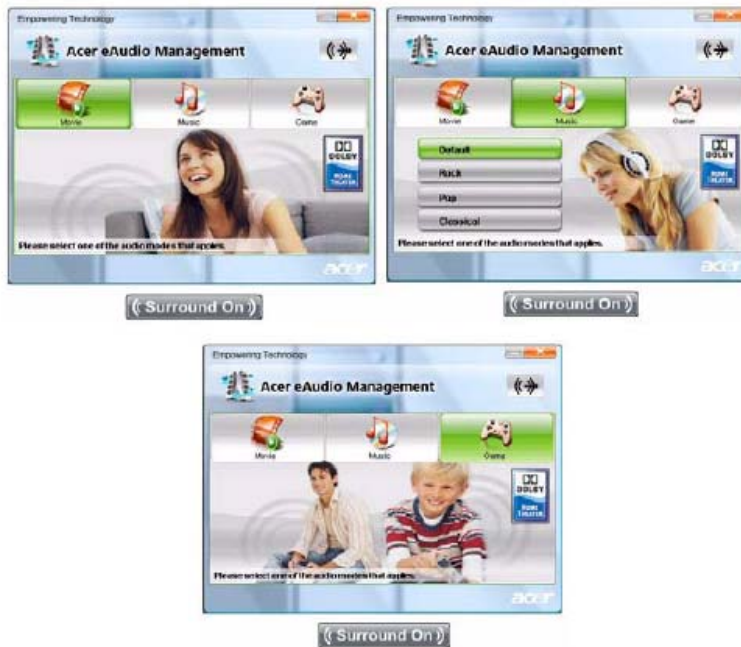 Empowering Technology
Acer eAudio Management
Movie Music Game
DOLBY
HOME THEATER
Please select one of the audio modes that applies.
acer
Surround On
Empowering Technology
Acer eAudio Management
Movie Music Game
Default
Rock
Pop
Classical
DOLBY
HOME THEATER
Please select one of the audio modes that applies.
acer
Surround On
Empowering Technology
Acer eAudio Management
Movie Music Game
DOLBY
HOME THEATER
Please select one of the audio modes that applies.
acer
Surround On